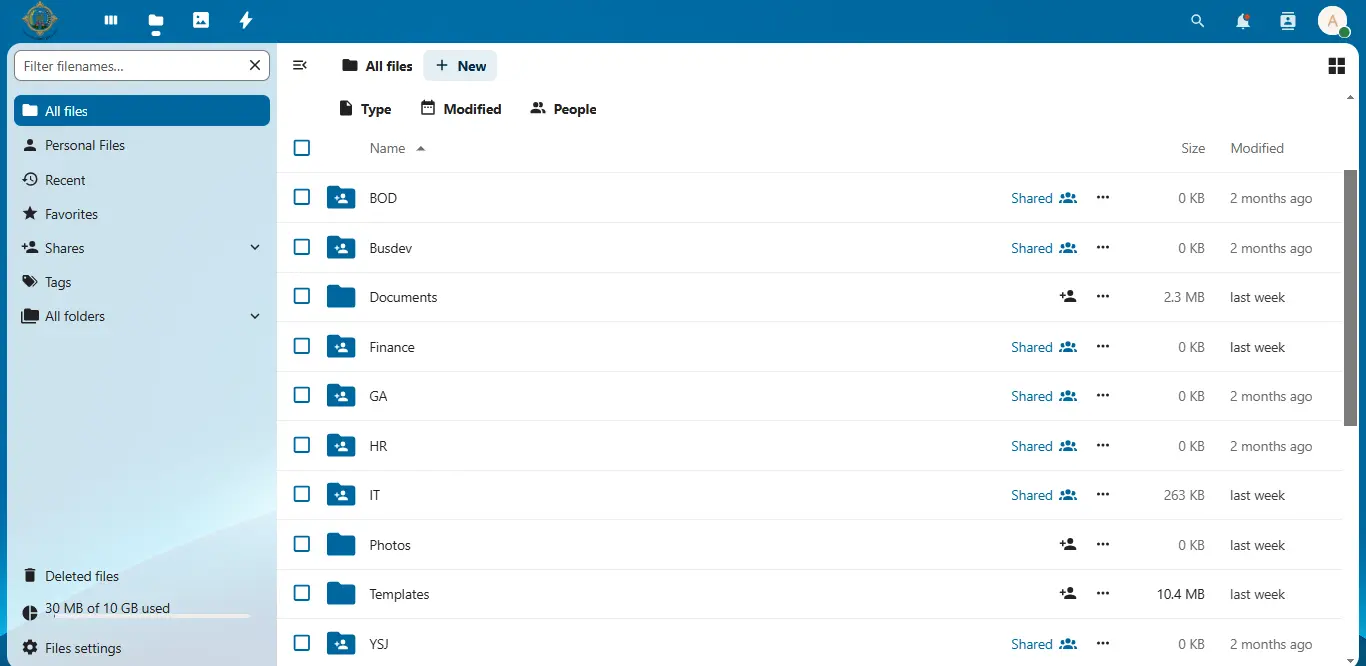 A
Filter filenames...
All files
Personal Files
Recent
Favorites
Shares
Tags
All folders
Deleted files
30 MB of 10 GB used
Files settings
All files New
Type Modified People
Name Size Modified
BOD Shared 0 KB 2 months ago
Busdev Shared 0 KB 2 months ago
Documents 2.3 MB last week
Finance Shared 0 KB last week
GA Shared 0 KB 2 months ago
HR Shared 0 KB 2 months ago
IT Shared 263 KB last week
Photos 0 KB last week
Templates 10.4 MB last week
YSJ Shared 0 KB 2 months ago